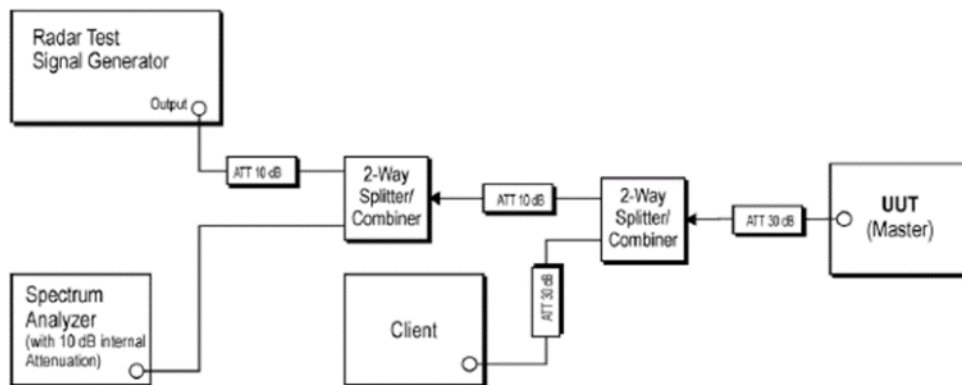 Radar Test
Signal Generator
Output
ATT 10 dB
2-Way
Splitter/
Combiner
ATT 10 dB
2-Way
Splitter/
Combiner
ATT 30 dB
UUT
(Master)
Spectrum
Analyzer
(with 10 dB internal
Attenuation)
Client
ATT 30 dB